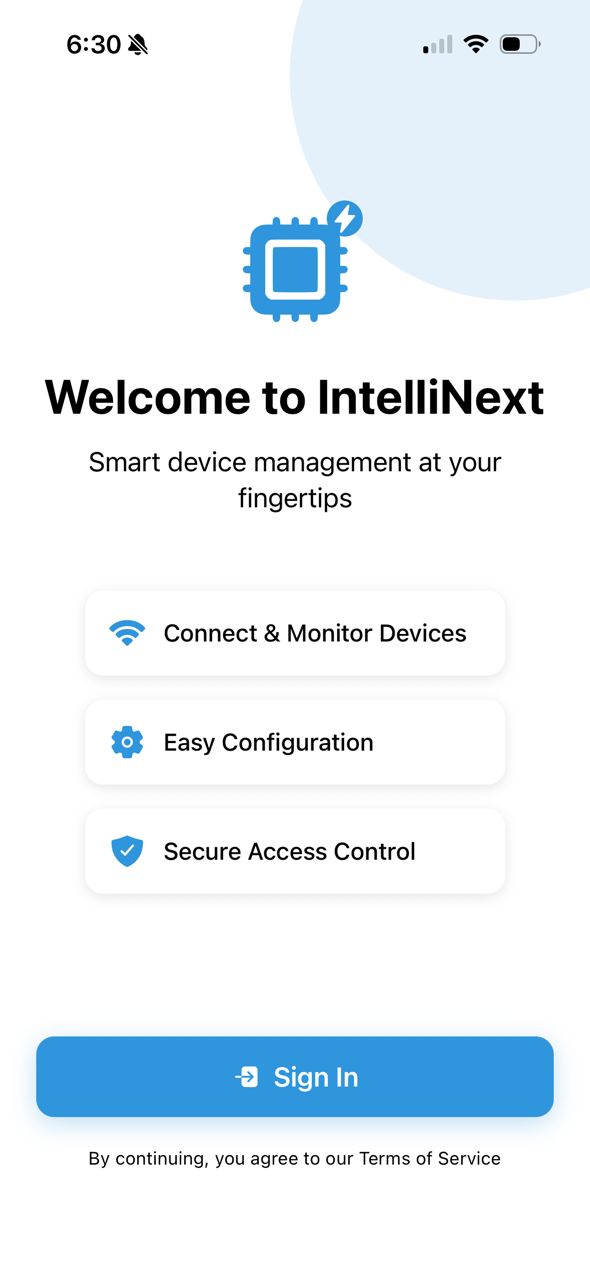 6:30
Welcome to IntelliNext
Smart device management at your
fingertips
Connect & Monitor Devices
Easy Configuration
Secure Access Control
Sign In
By continuing, you agree to our Terms of Service